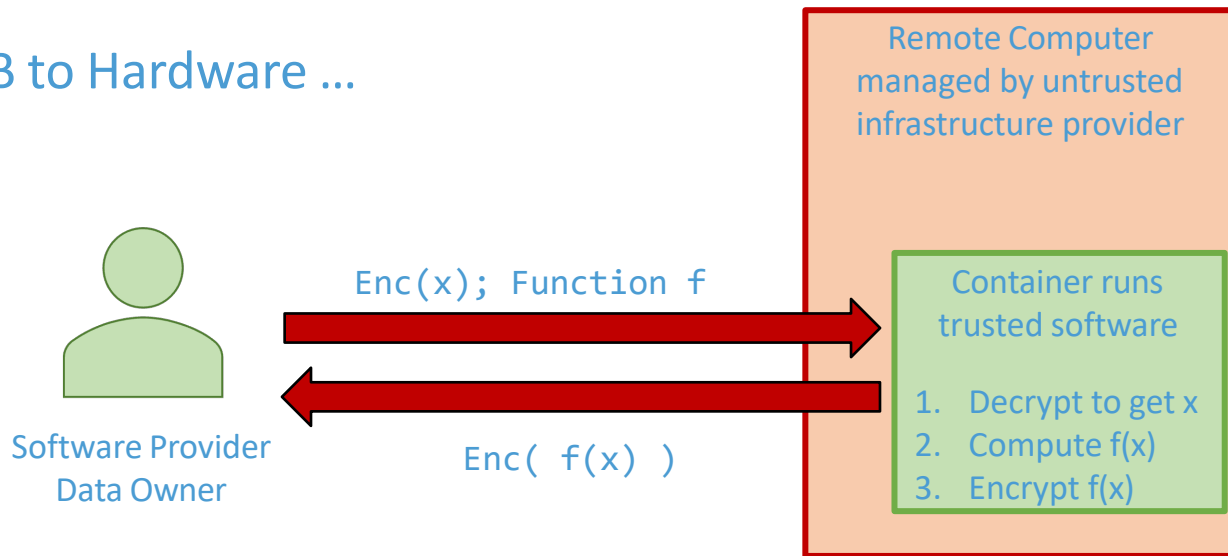 B to Hardware ...
Remote Computer
managed by untrusted
infrastructure provider
Enc(x); Function f
Container runs
trusted software
1. Decrypt to get x
2. Compute f(x)
3. Encrypt f(x)
Enc( f(x) )
Software Provider
Data Owner